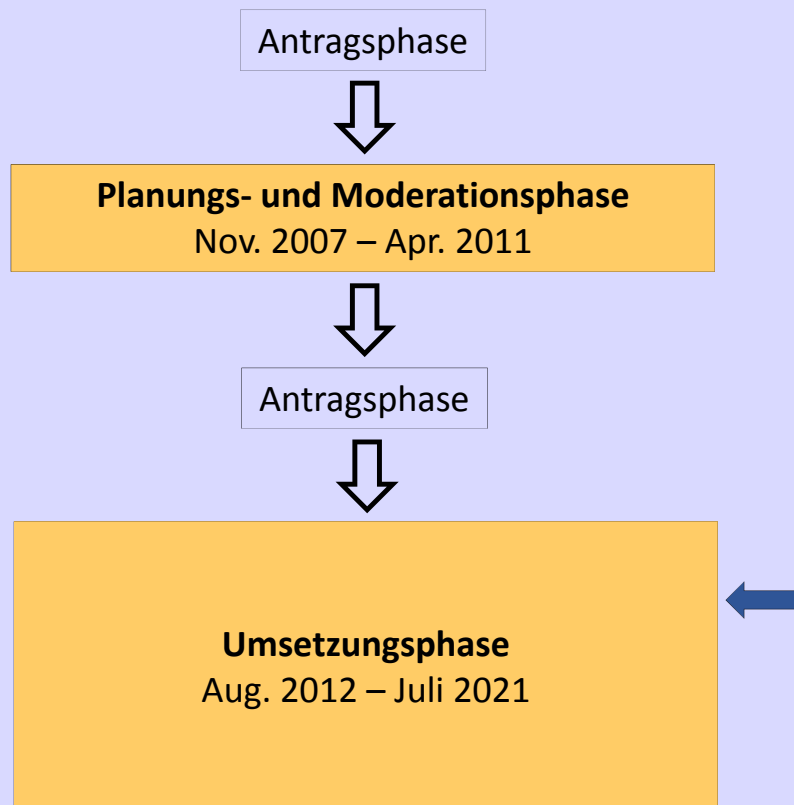 Antragsphase
Planungs- und Moderationsphase
Nov. 2007 – Apr. 2011
Antragsphase
Umsetzungsphase
Aug. 2012 – Juli 2021